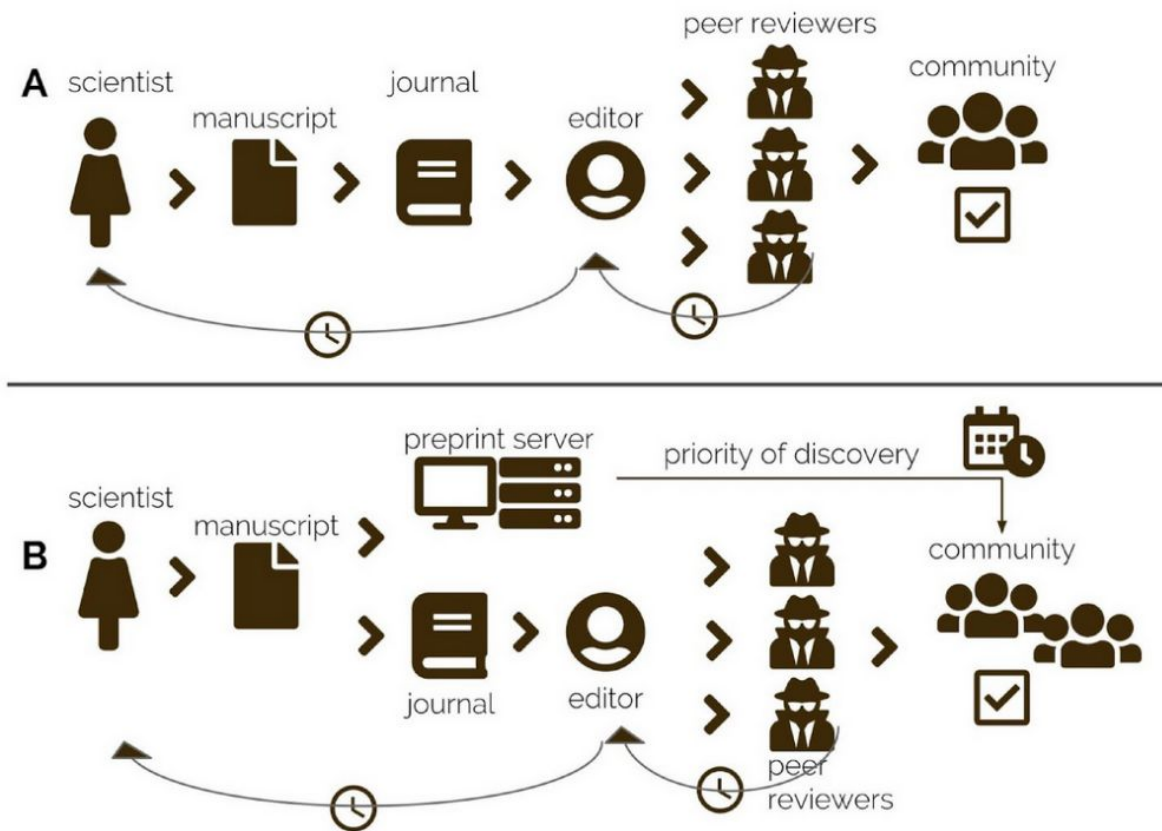 peer reviewers
A
scientist
journal
community
manuscript
editor
preprint server
priority of discovery
scientist
manuscript
B
community
journal
editor
peer
reviewers